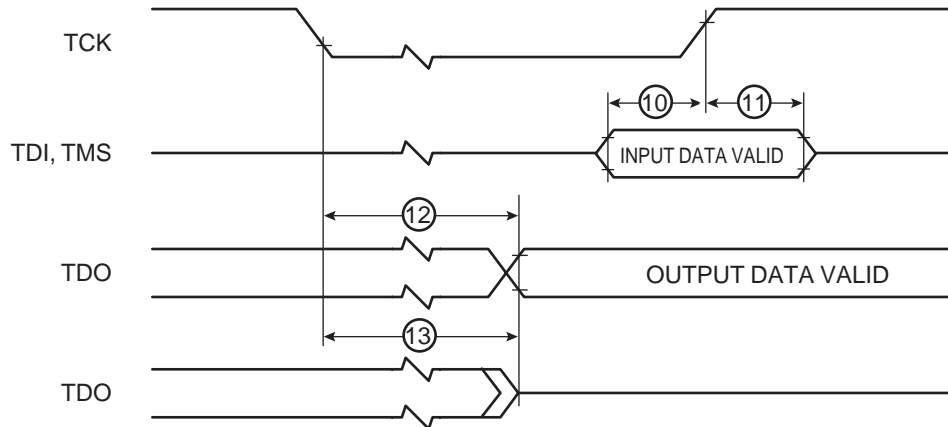 TCK
10
11
TDI, TMS
INPUT DATA VALID
12
TDO
OUTPUT DATA VALID
13
TDO